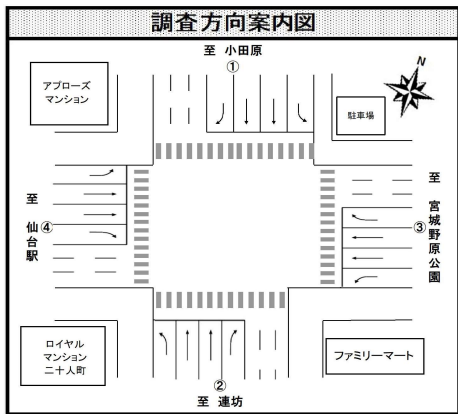 調査方向案内図
至 小田原
①
N
アブローズ
マンション
駐車場
至
仙台駅
④
至
宮城野原公園
③
ロイヤル
マンション
二十人町
ファミリーマート
②
至 連坊